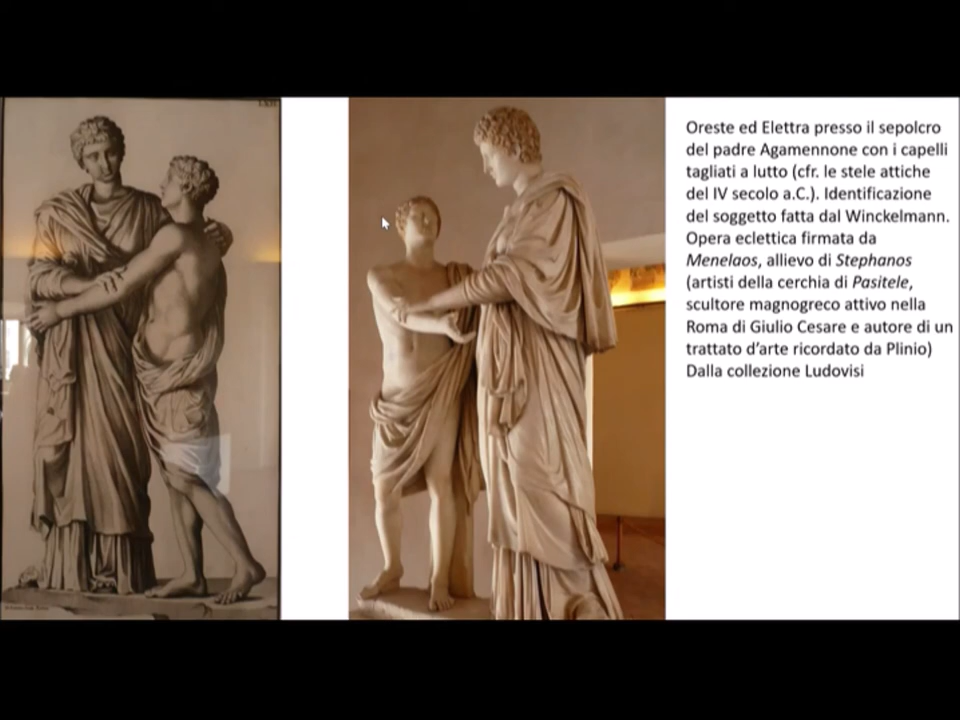 Oreste ed Elettra presso il sepolcro
del padre Agamennone con i capelli
tagliati a lutto (cfr. le stele attiche
del IV secolo a.C.). Identificazione
del soggetto fatta dal Winckelmann.
Opera eclettica firmata da
Menelaos, allievo di Stephanos
(artisti della cerchia di Pasitele,
scultore magnogreco attivo nella
Roma di Giulio Cesare e autore di un
trattato d'arte ricordato da Plinio)
Dalla collezione Ludovisi